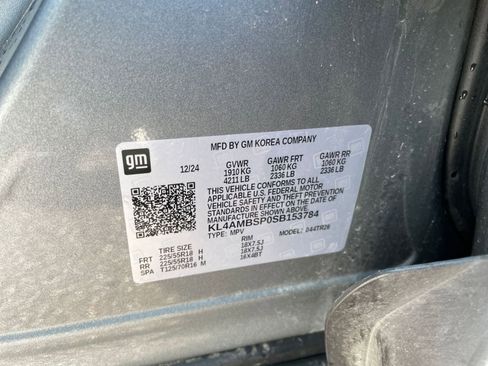 MFD BY GM KOREA COMPANY
gm
12/24 GVWR GAWR FRT GAWR RR
1910 KG 1060 KG 1060 KG
4211 LB 2336 LB 2336 LB
THIS VEHICLE CONFORMS TO ALL
APPLICABLE U.S. FEDERAL MOTOR
VEHICLE SAFETY AND THEFT PREVENTION
STANDARDS IN EFFECT ON THE DATE OF
MANUFACTURE SHOWN ABOVE.
KL4AMBSP0SB153784
TYPE: MPV MODEL: 044TR26
TIRE SIZE RIM
FRT 225/55R18 H 18X7.5J
RR 225/55R18 H 18X7.5J
SPA T125/70R16 M 16X4BT